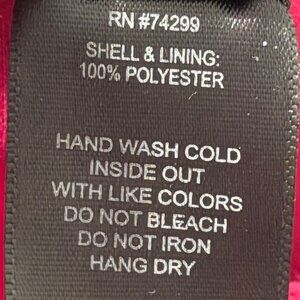 RN #74299
SHELL & LINING:
100% POLYESTER
HAND WASH COLD
INSIDE OUT
WITH LIKE COLORS
DO NOT BLEACH
DO NOT IRON
HANG DRY